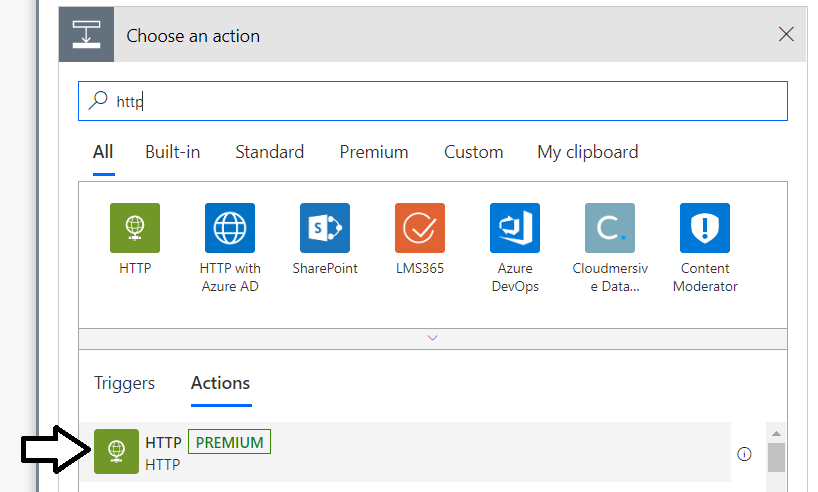 Choose an action
http
All Built-in Standard Premium Custom My clipboard
HTTP HTTP with SharePoint LMS365 Azure Cloudmersiv Content
Azure AD DevOps e Data... Moderator
Triggers Actions
HTTP PREMIUM
HTTP